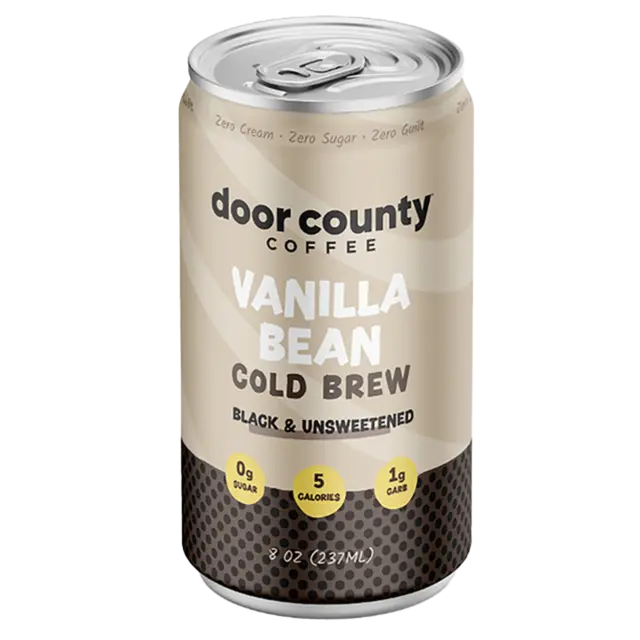 Zero Cream • Zero Sugar • Zero Guilt
door county
COFFEE
VANILLA
BEAN
COLD BREW
BLACK & UNSWEETENED
0g
SUGAR
5
CALORIES
1g
CARB
8 OZ (237ML)